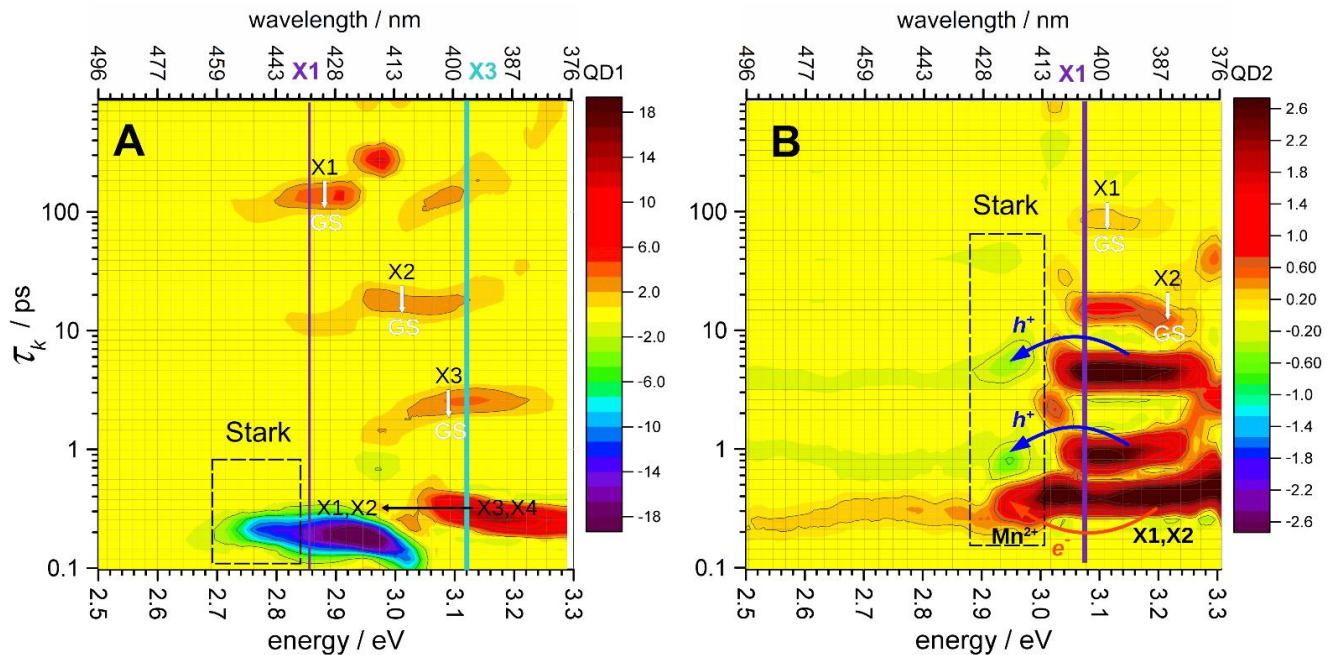 wavelength / nm
496 476 459 443 428 413 400 387 376
X1 X3 QD1
A
18
14
10
6.0
2.0
-2.0
-6.0
-10
-14
-18
100
10
1
0.1
τk / ps
X1
GS
X2
GS
X3
GS
Stark
X1,X2
X3,X4
2.5 2.6 2.7 2.8 2.9 3.0 3.1 3.2 3.3
energy / eV
wavelength / nm
496 476 459 443 428 413 400 387 376
X1 QD2
B
2.6
2.2
1.8
1.4
1.0
0.60
0.20
-0.20
-0.60
-1.0
-1.4
-1.8
-2.2
-2.6
100
10
1
0.1
Stark
X1
GS
X2
GS
h+
h+
Mn2+
e-
X1,X2
2.5 2.6 2.7 2.8 2.9 3.0 3.1 3.2 3.3
energy / eV